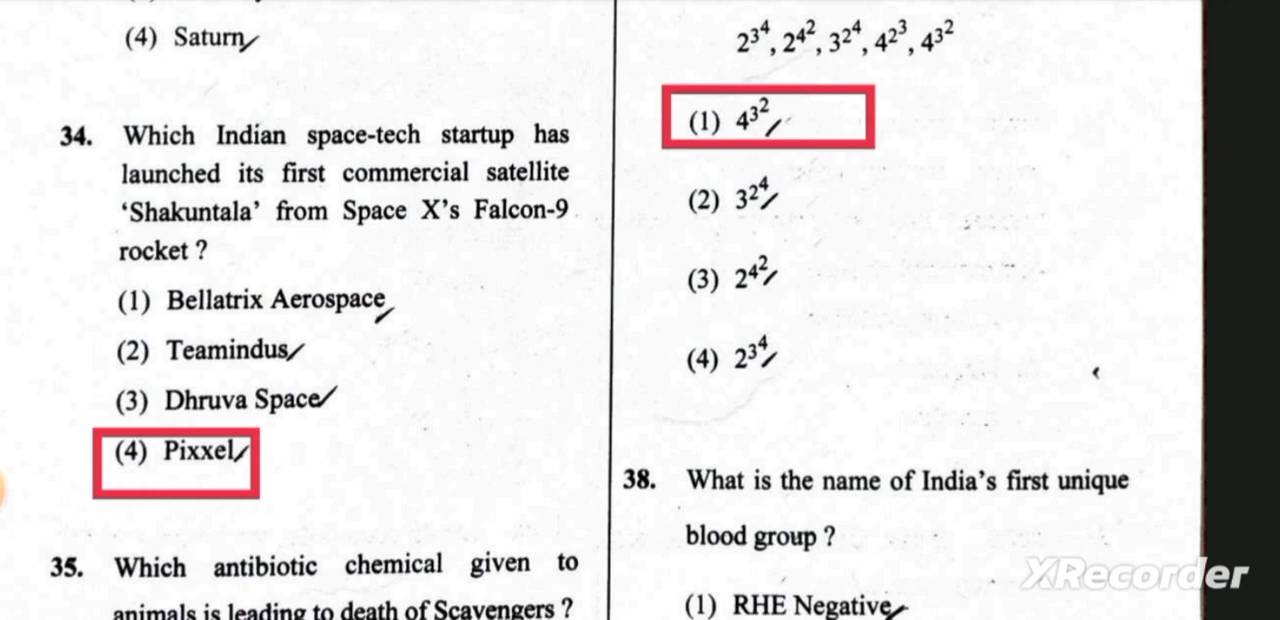 (4) Saturn
34. Which Indian space-tech startup has
launched its first commercial satellite
‘Shakuntala’ from Space X’s Falcon-9
rocket ?
(1) Bellatrix Aerospace
(2) Teamindus
(3) Dhruva Space
(4) Pixxel
35. Which antibiotic chemical given to
animals is leading to death of Scavengers ?
2^{3^4}, 2^{4^2}, 3^{2^4}, 4^{2^3}, 4^{3^2}
(1) 4^{3^2}
(2) 3^{2^4}
(3) 2^{4^2}
(4) 2^{3^4}
38. What is the name of India’s first unique
blood group ?
(1) RHE Negative
XRecorder